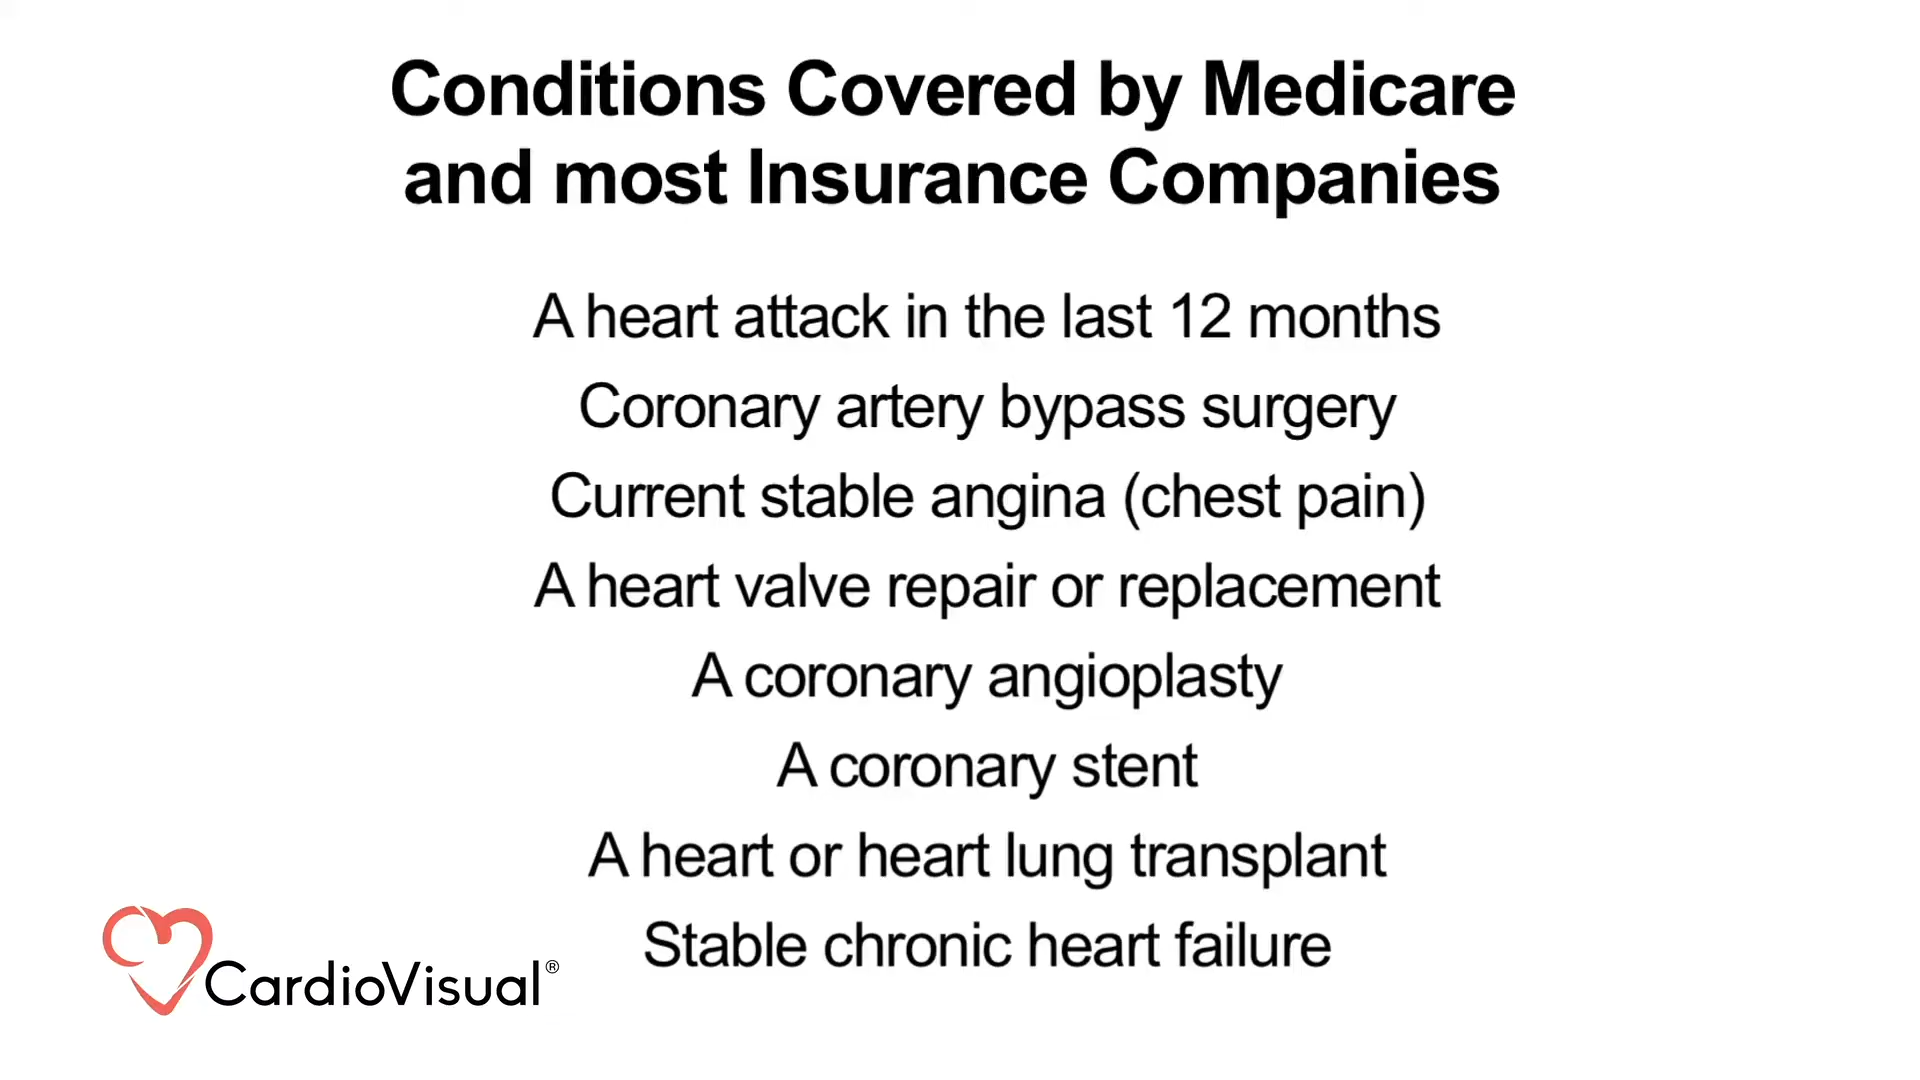 Conditions Covered by Medicare
and most Insurance Companies
A heart attack in the last 12 months
Coronary artery bypass surgery
Current stable angina (chest pain)
A heart valve repair or replacement
A coronary angioplasty
A coronary stent
A heart or heart lung transplant
Stable chronic heart failure
CardioVisual®